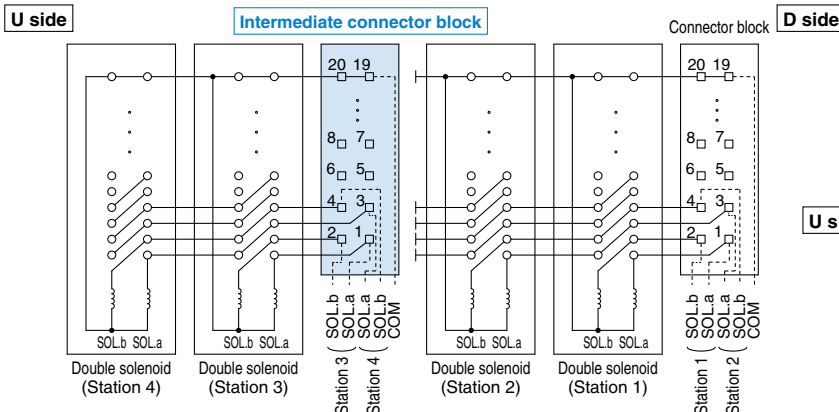 U side
Intermediate connector block
Connector block
D side
20 19
20 19
8 7
8 7
6 5
6 5
4 3
4 3
U s
2 1
2 1
SOL.b SOL.a
SOL.b SOL.a
SOL.b
SOL.a
SOL.a
SOL.b
COM
SOL.b SOL.a
SOL.b SOL.a
SOL.b
SOL.a
SOL.a
SOL.b
COM
Double solenoid
(Station 4)
Double solenoid
(Station 3)
Station 3
Station 4
Double solenoid
(Station 2)
Double solenoid
(Station 1)
Station 1
Station 2